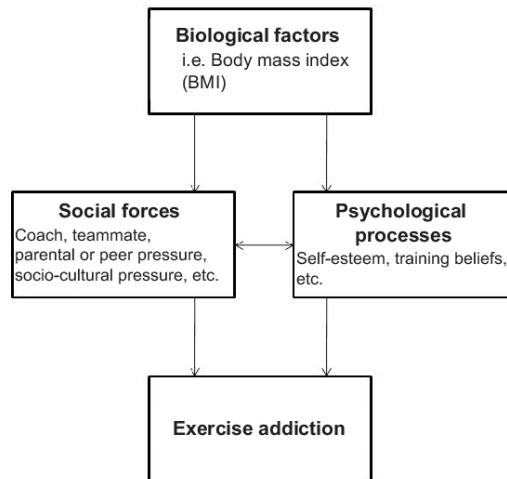 Biological factors
i.e. Body mass index
(BMI)
Social forces
Coach, teammate,
parental or peer pressure,
socio-cultural pressure, etc.
Psychological
processes
Self-esteem, training beliefs,
etc.
Exercise addiction